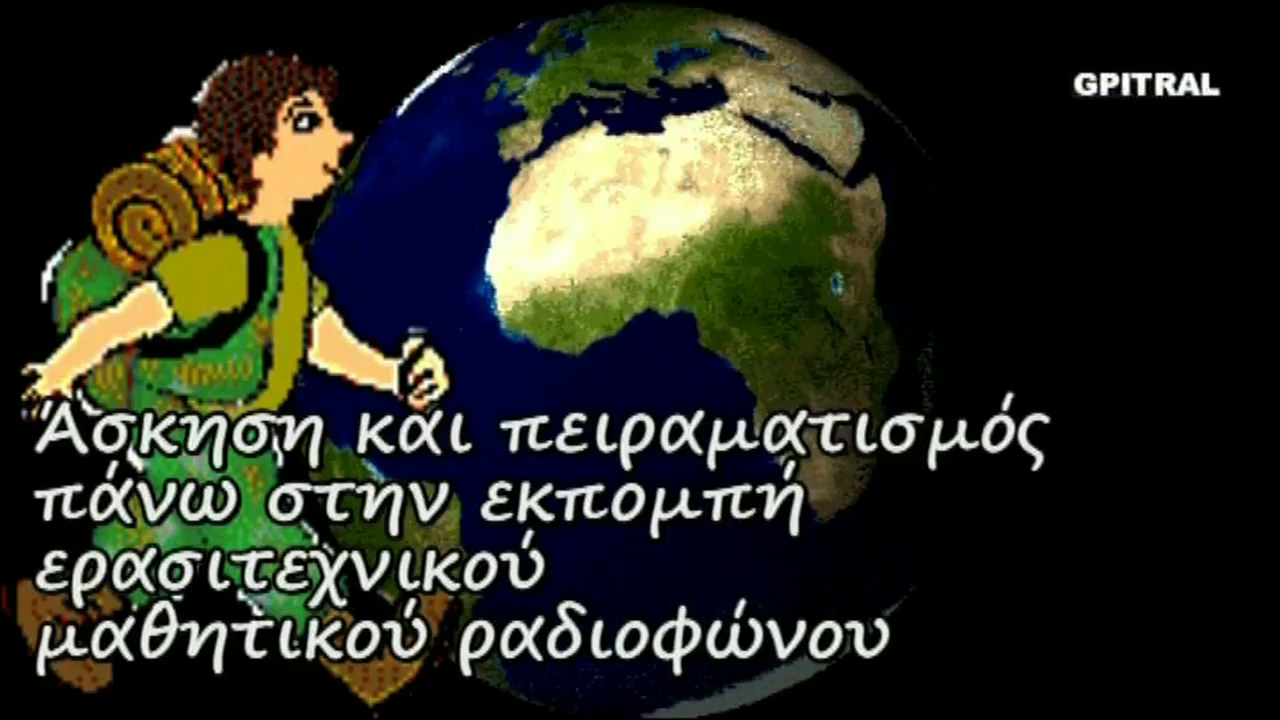 GPITRAL
Άσκηση και πειραματισμός
πάνω στην εκπομπή
ερασιτεχνικού
μαθητικού ραδιοφώνου